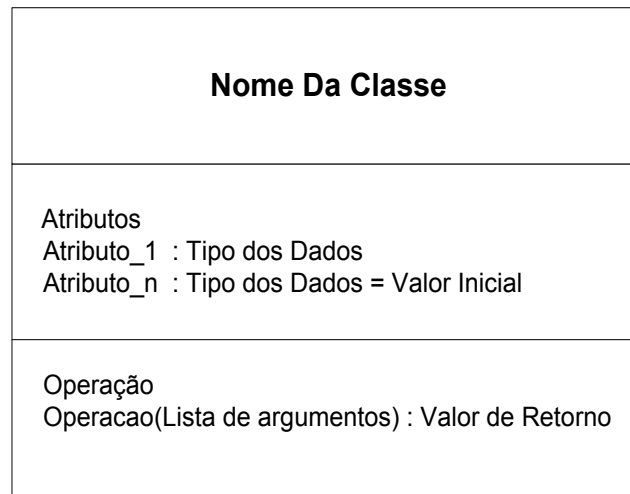 Nome Da Classe
Atributos
Atributo_1 : Tipo dos Dados
Atributo_n : Tipo dos Dados = Valor Inicial
Operação
Operacao(Lista de argumentos) : Valor de Retorno